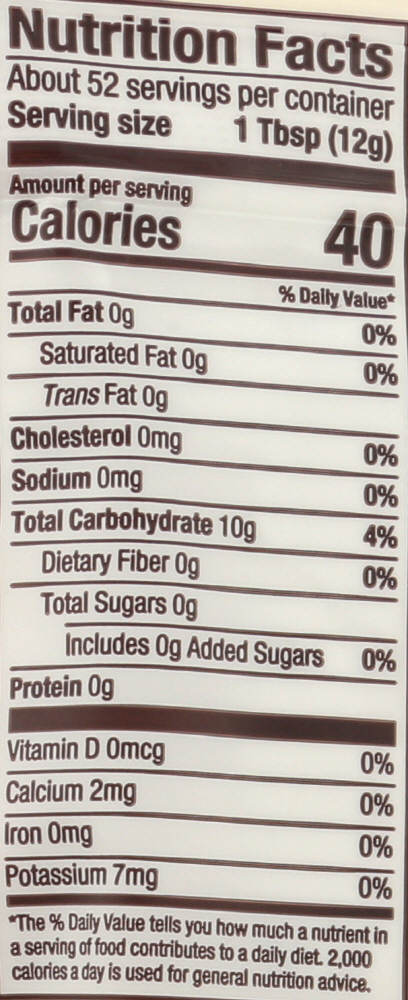 Nutrition Facts
About 52 servings per container
Serving size 1 Tbsp (12g)
Amount per serving
Calories 40
% Daily Value*
Total Fat 0g 0%
Saturated Fat 0g 0%
Trans Fat 0g
Cholesterol 0mg 0%
Sodium 0mg 0%
Total Carbohydrate 10g 4%
Dietary Fiber 0g 0%
Total Sugars 0g
Includes 0g Added Sugars 0%
Protein 0g
Vitamin D 0mcg 0%
Calcium 2mg 0%
Iron 0mg 0%
Potassium 7mg 0%
*The % Daily Value tells you how much a nutrient in
a serving of food contributes to a daily diet. 2,000
calories a day is used for general nutrition advice.